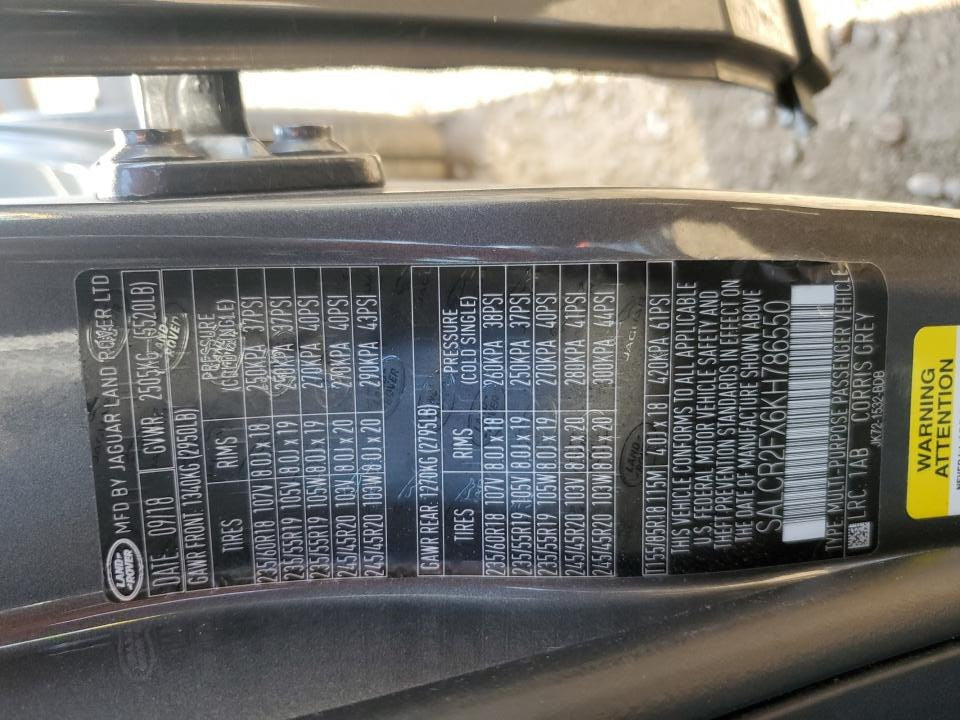 LAND ROVER
MFD BY JAGUAR LAND ROVER LTD
DATE. 09/18 GVWR: 2505KG (5520LB)
GAWR FRONT: 1340KG (2950LB)
TIRES RIMS PRESSURE (COLD SINGLE)
235/60R18 107V 8.0J x 18 250KPA 37PSI
235/55R19 105V 8.0J x 19 250KPA 37PSI
235/55R19 105W 8.0J x 19 270KPA 40PSI
245/45R20 103V 8.0J x 20 270KPA 40PSI
245/45R20 103W 8.0J x 20 290KPA 43PSI
GAWR REAR: 1270KG (2795LB)
TIRES RIMS PRESSURE (COLD SINGLE)
235/60R18 107V 8.0J x 18 260KPA 38PSI
235/55R19 105V 8.0J x 19 250KPA 37PSI
235/55R19 105W 8.0J x 19 270KPA 40PSI
245/45R20 103V 8.0J x 20 280KPA 41PSI
245/45R20 103W 8.0J x 20 300KPA 44PSI
T155/85R18 115M 4.0J x 18 420KPA 61PSI
THIS VEHICLE CONFORMS TO ALL APPLICABLE
U.S. FEDERAL MOTOR VEHICLE SAFETY AND
THEFT PREVENTION STANDARDS IN EFFECT ON
THE DATE OF MANUFACTURE SHOWN ABOVE
SALCR2FX6KH786550
TYPE: MULTI-PURPOSE PASSENGER VEHICLE
LRC. 1AB CORRIS GREY
WARNING
ATTENTION